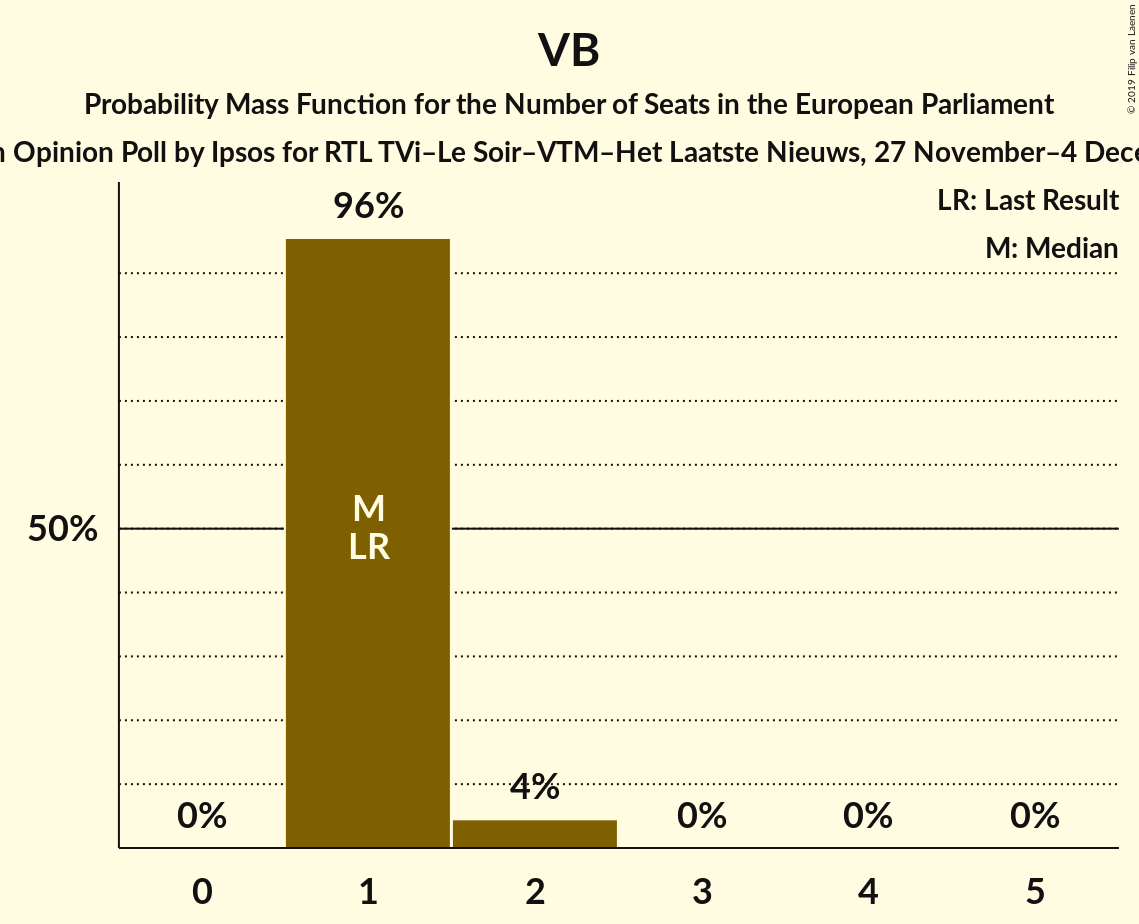 VB
Probability Mass Function for the Number of Seats in the European Parliament
Opinion Poll by Ipsos for RTL TVi–Le Soir–VTM–Het Laatste Nieuws, 27 November–4
LR: Last Result
M: Median
96%
M
LR
50%
4%
0%
0%
0%
0%
0 1 2 3 4 5
© 2019 Filip van Laenen